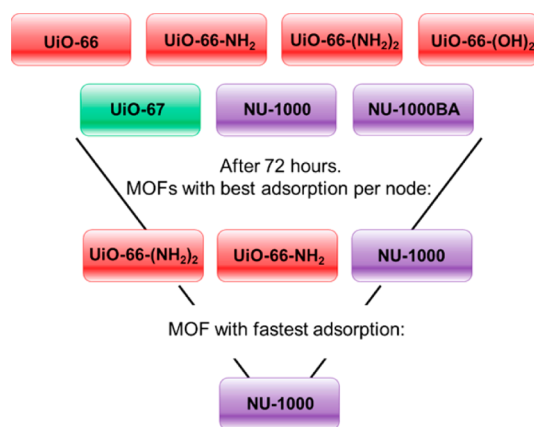 UiO-66 UiO-66-NH₂ UiO-66-(NH₂)₂ UiO-66-(OH)₂
UiO-67 NU-1000 NU-1000BA
After 72 hours.
MOFs with best adsorption per node:
UiO-66-(NH₂)₂ UiO-66-NH₂ NU-1000
MOF with fastest adsorption:
NU-1000